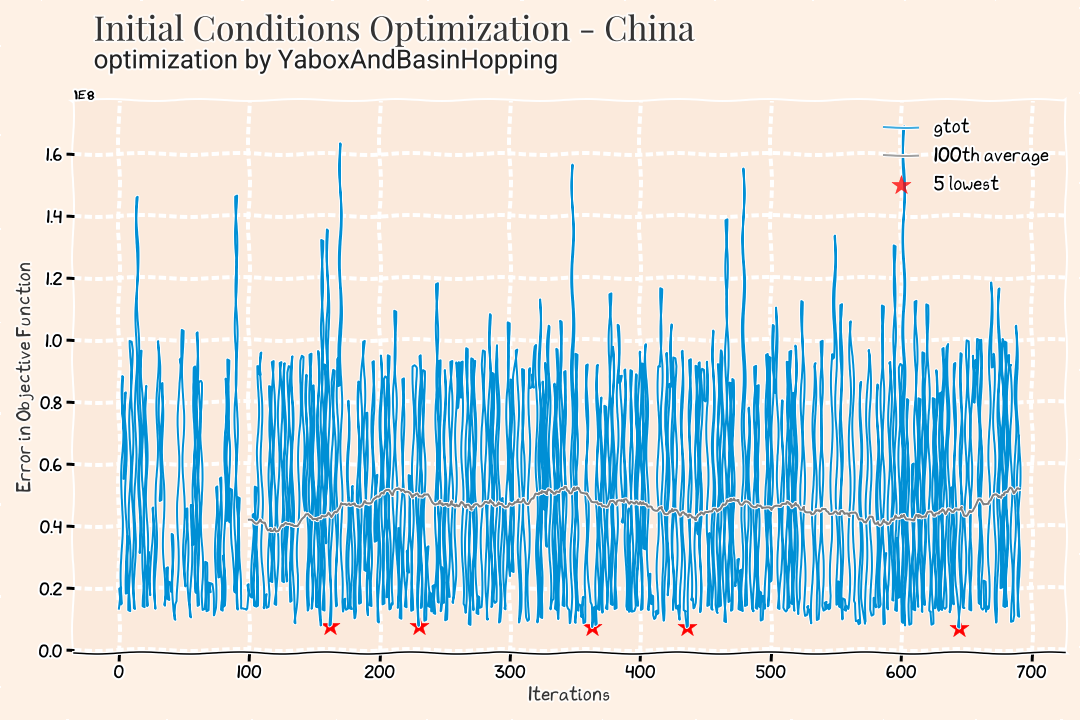 Initial Conditions Optimization - China
optimization by YaboxAndBasinHopping
1E8
gtot
100th average
5 lowest
1.6
1.4
1.2
1.0
0.8
0.6
0.4
0.2
0.0
Error in Objective Function
0 100 200 300 400 500 600 700
Iterations